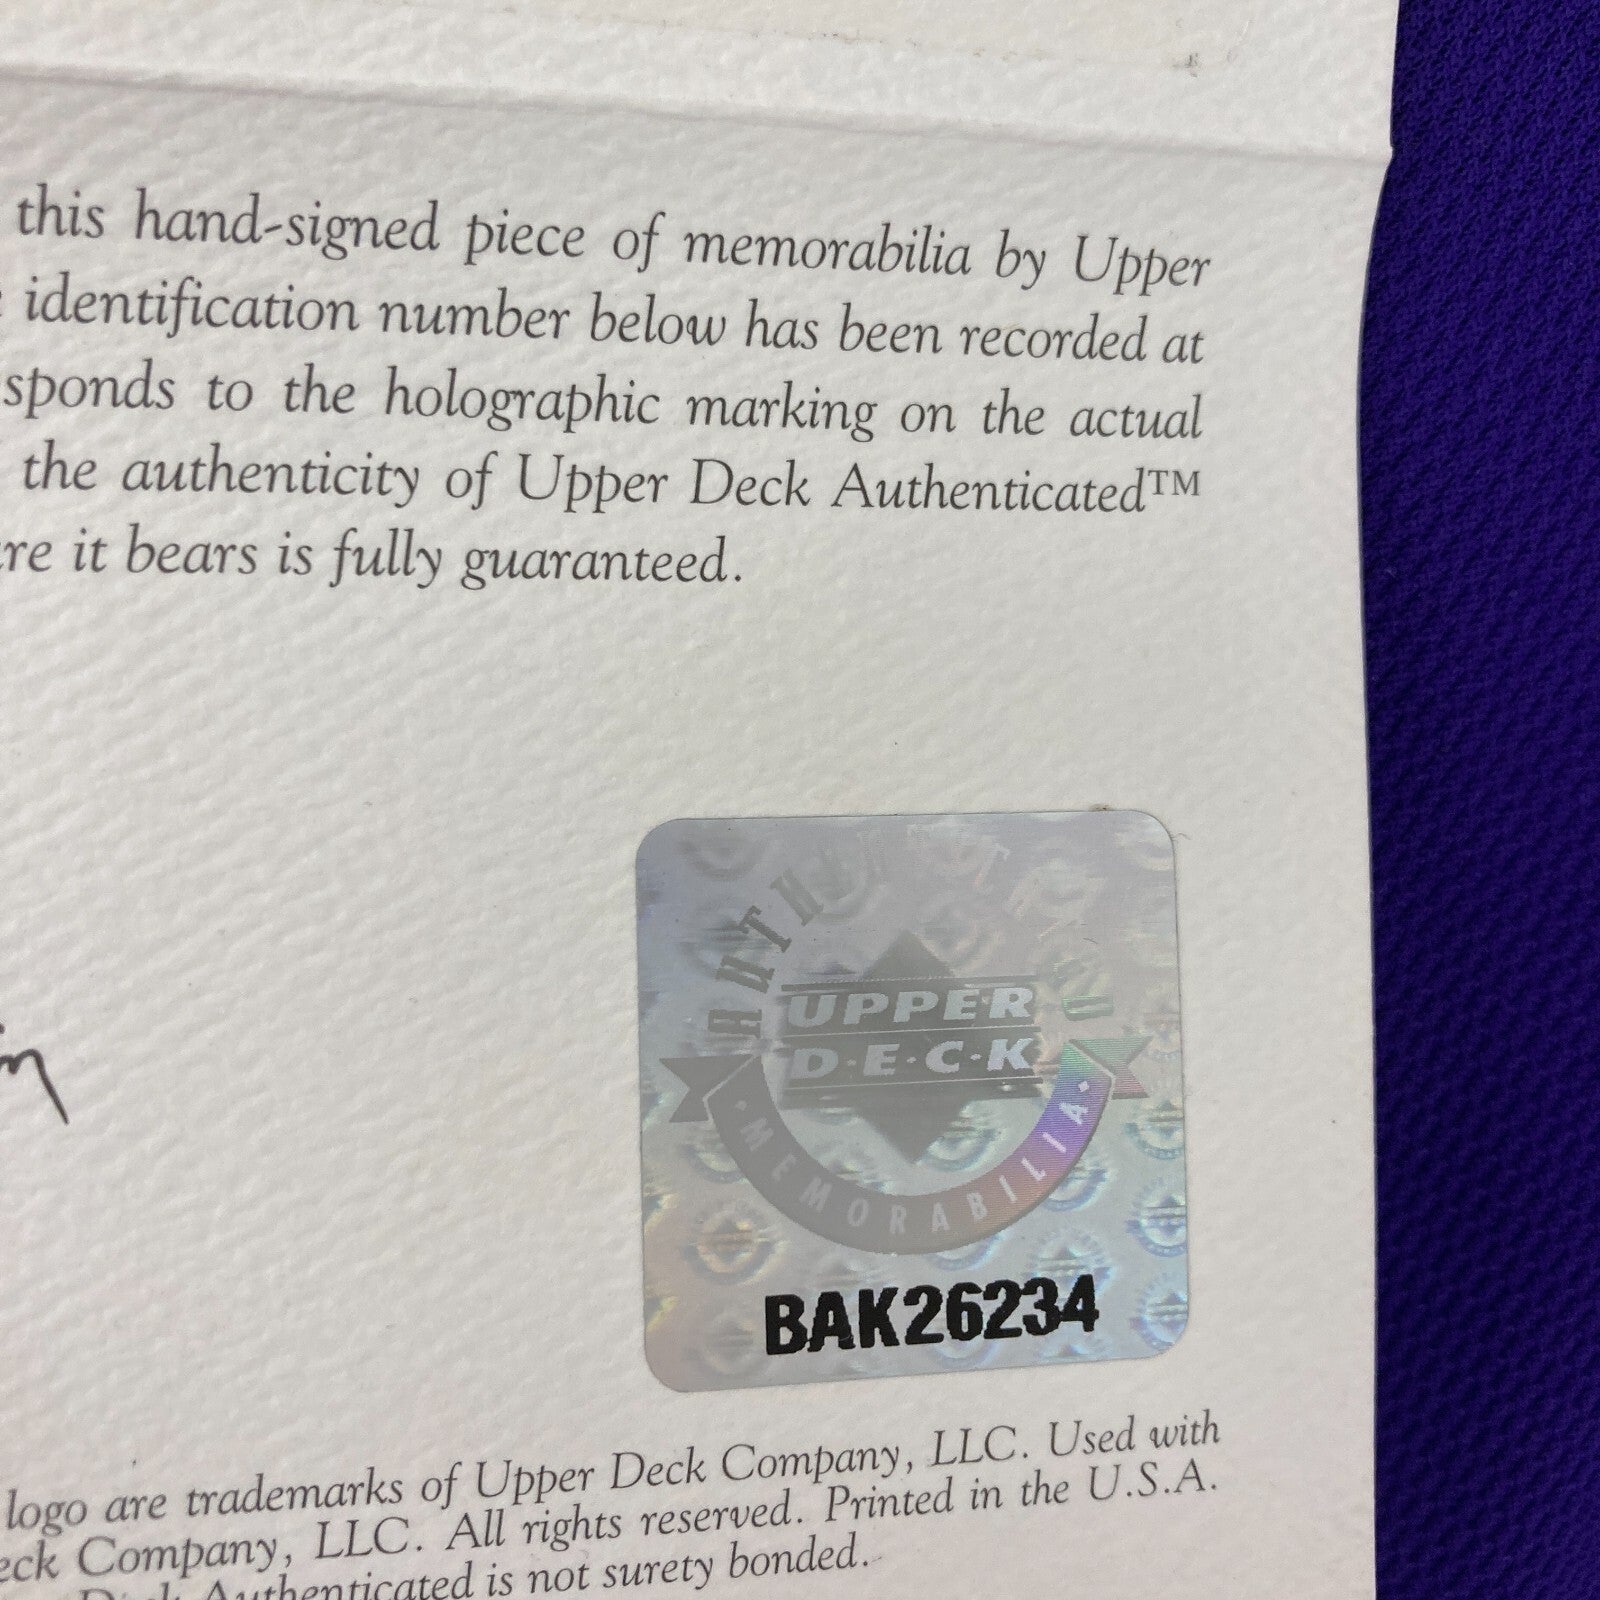 this hand-signed piece of memorabilia by Upper
identification number below has been recorded at
sponds to the holographic marking on the actual
the authenticity of Upper Deck Authenticated™
re it bears is fully guaranteed.
AUTHENTICATED
UPPER
D·E·C·K
·MEMORABILIA·
BAK26234
logo are trademarks of Upper Deck Company, LLC. Used with
eck Company, LLC. All rights reserved. Printed in the U.S.A.
Deck Authenticated is not surety bonded.